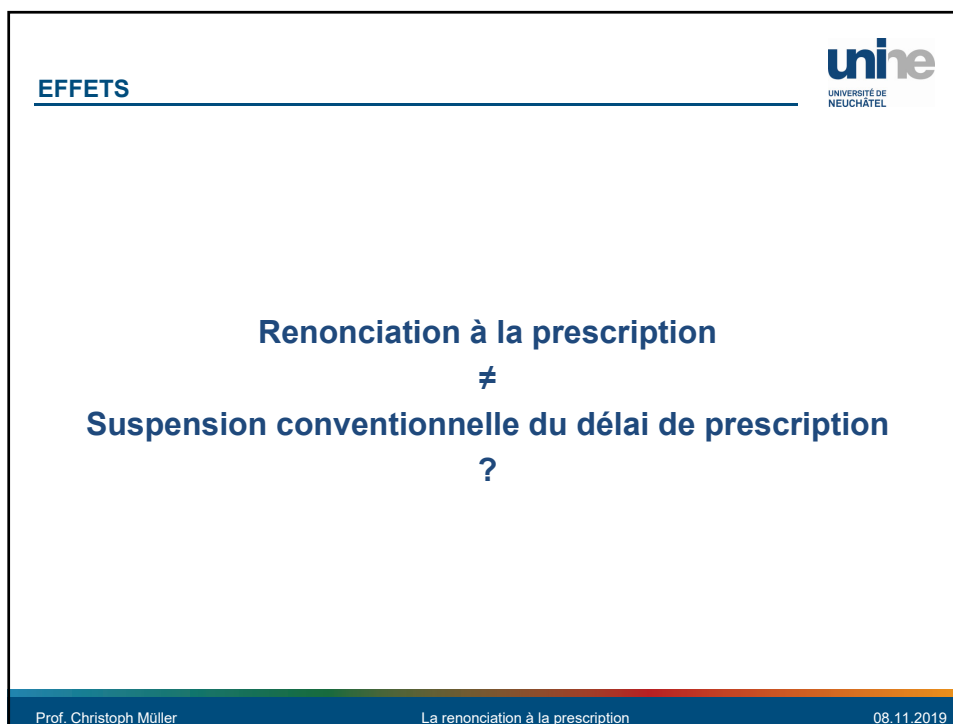 EFFETS
unine
UNIVERSITÉ DE
NEUCHÂTEL
Renonciation à la prescription
≠
Suspension conventionnelle du délai de prescription
?
Prof. Christoph Müller La renonciation à la prescription 08.11.2019